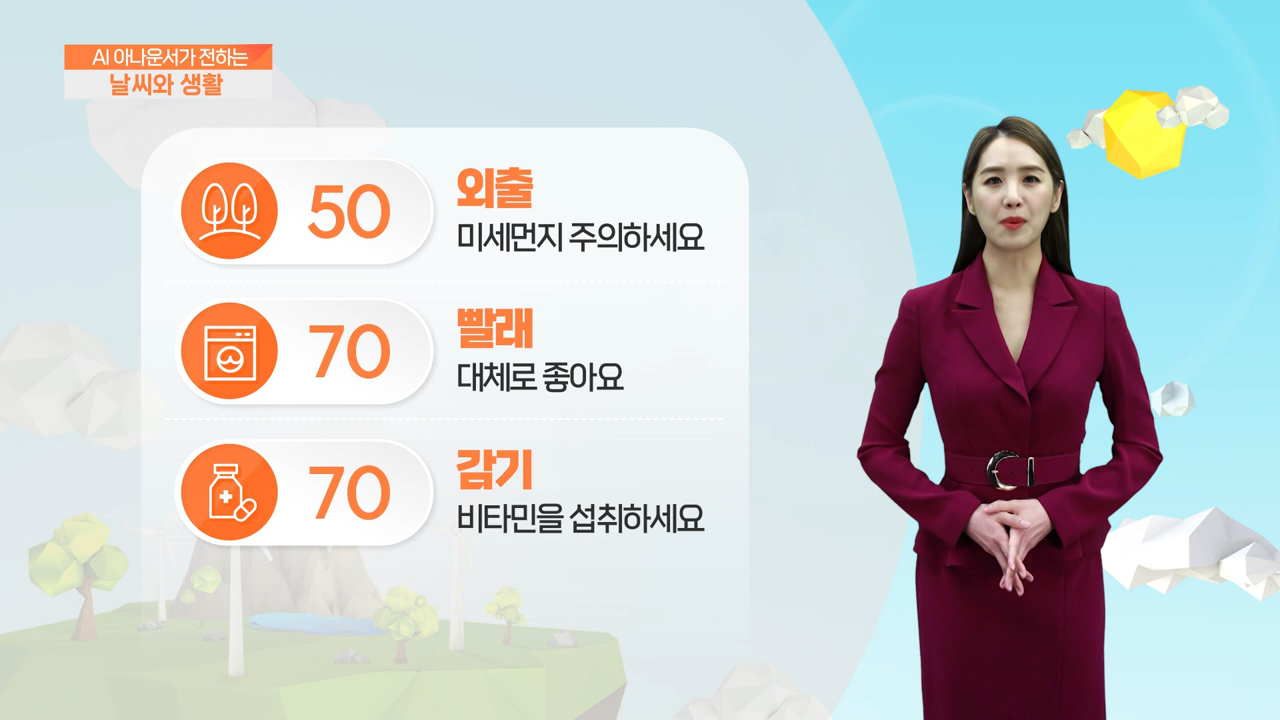 AI 아나운서가 전하는
날씨와 생활
50
외출
미세먼지 주의하세요
70
빨래
대체로 좋아요
70
감기
비타민을 섭취하세요